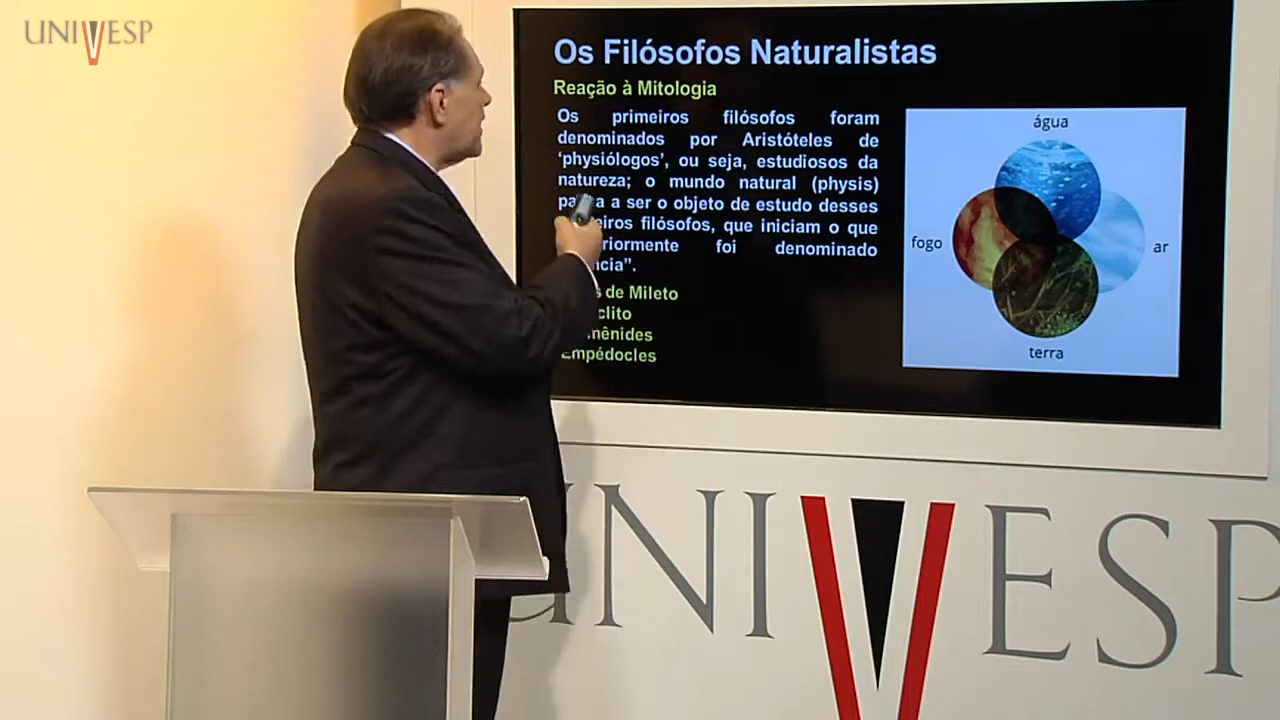 UNIVESP
Os Filósofos Naturalistas
Reação à Mitologia
Os primeiros filósofos foram
denominados por Aristóteles de
‘physiólogos’, ou seja, estudiosos da
natureza; o mundo natural (physis)
a ser o objeto de estudo desses
filósofos, que iniciam o que
foi denominado
de Mileto
Empédocles
água
fogo
ar
terra
UNIVESP